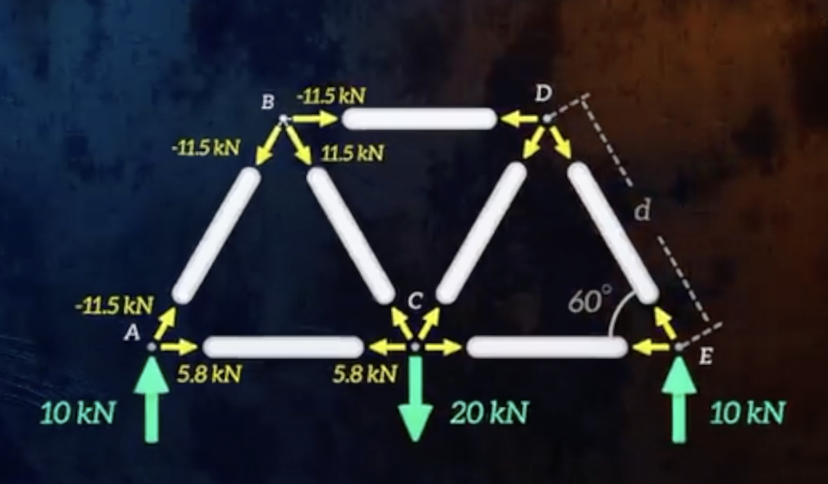 B
-11.5 kN
D
-11.5 kN
11.5 kN
d
60°
-11.5 kN
A
C
E
5.8 kN
5.8 kN
10 kN
20 kN
10 kN